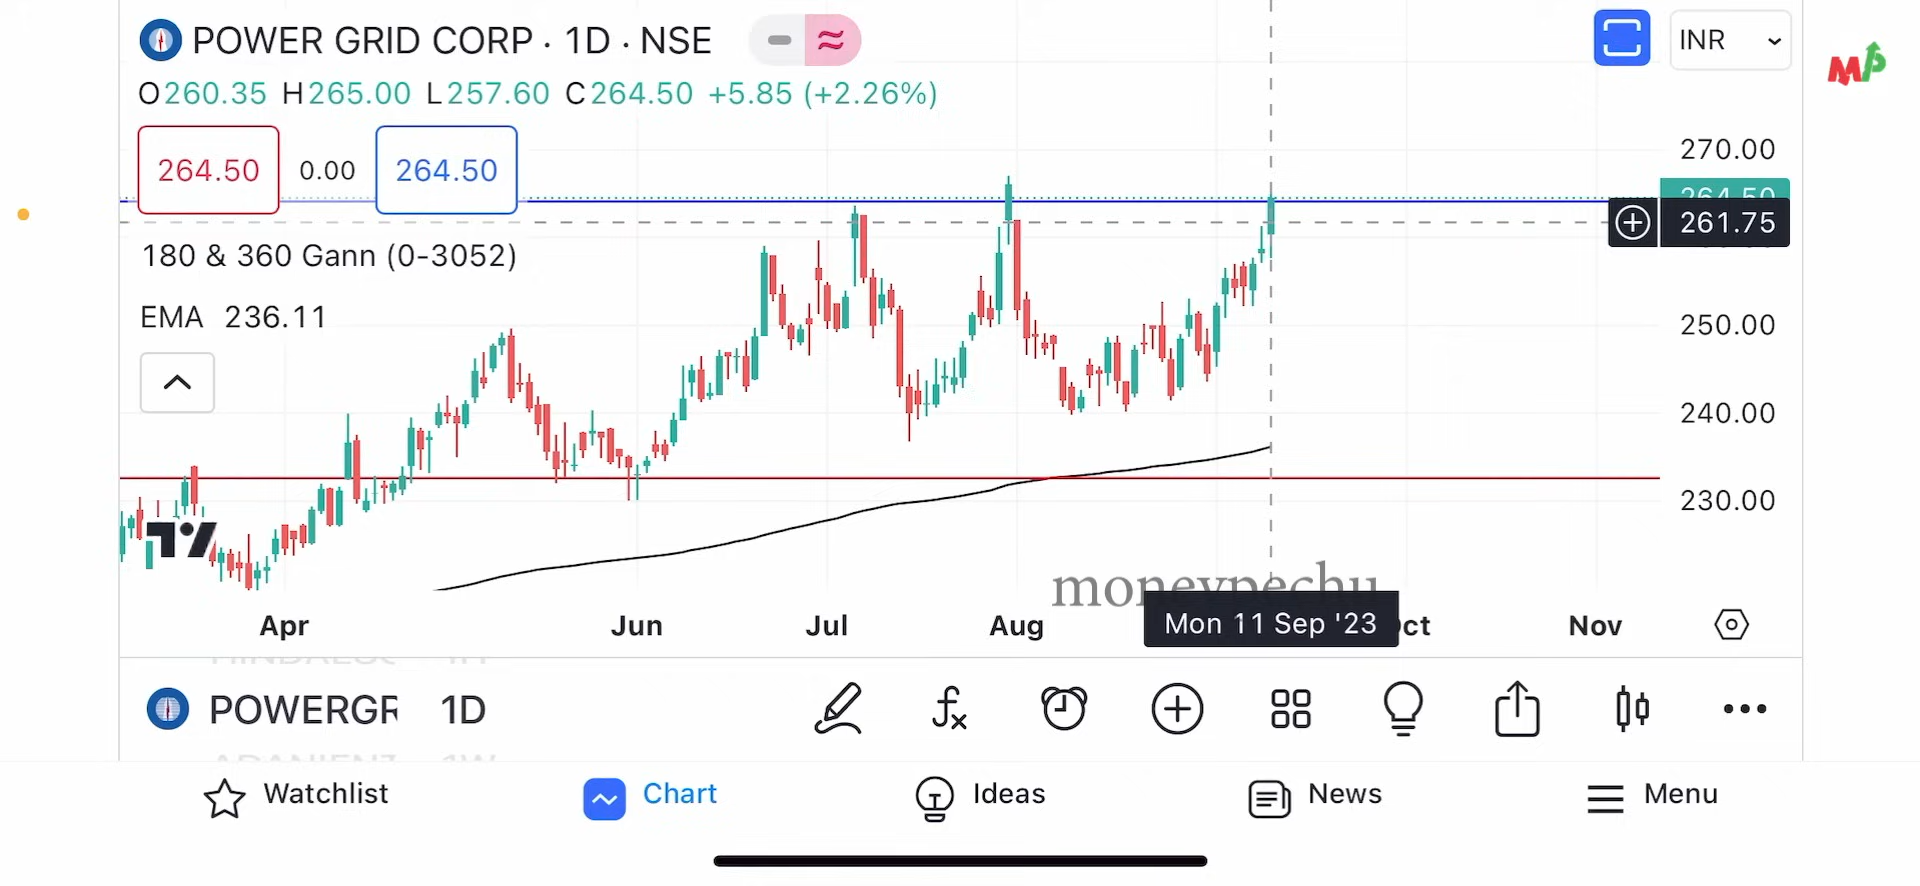 POWER GRID CORP · 1D · NSE
INR
MP
O260.35 H265.00 L257.60 C264.50 +5.85 (+2.26%)
264.50 0.00 264.50
270.00
264.50
261.75
180 & 360 Gann (0-3052)
EMA 236.11
250.00
240.00
230.00
moneypechu
Apr Jun Jul Aug Mon 11 Sep '23 ct Nov
POWERGR 1D
Watchlist Chart Ideas News Menu